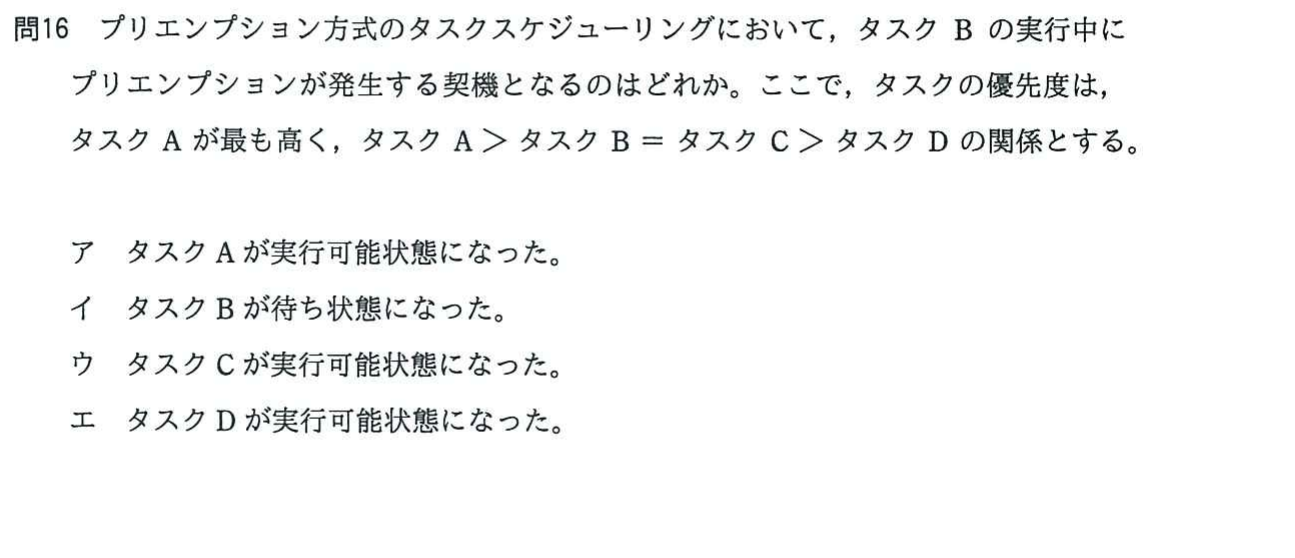 問16 プリエンプション方式のタスクスケジューリングにおいて，タスク B の実行中に
プリエンプションが発生する契機となるのはどれか。ここで，タスクの優先度は，
タスク A が最も高く，タスク A＞タスク B＝タスク C＞タスク D の関係とする。
ア タスク A が実行可能状態になった。
イ タスク B が待ち状態になった。
ウ タスク C が実行可能状態になった。
エ タスク D が実行可能状態になった。